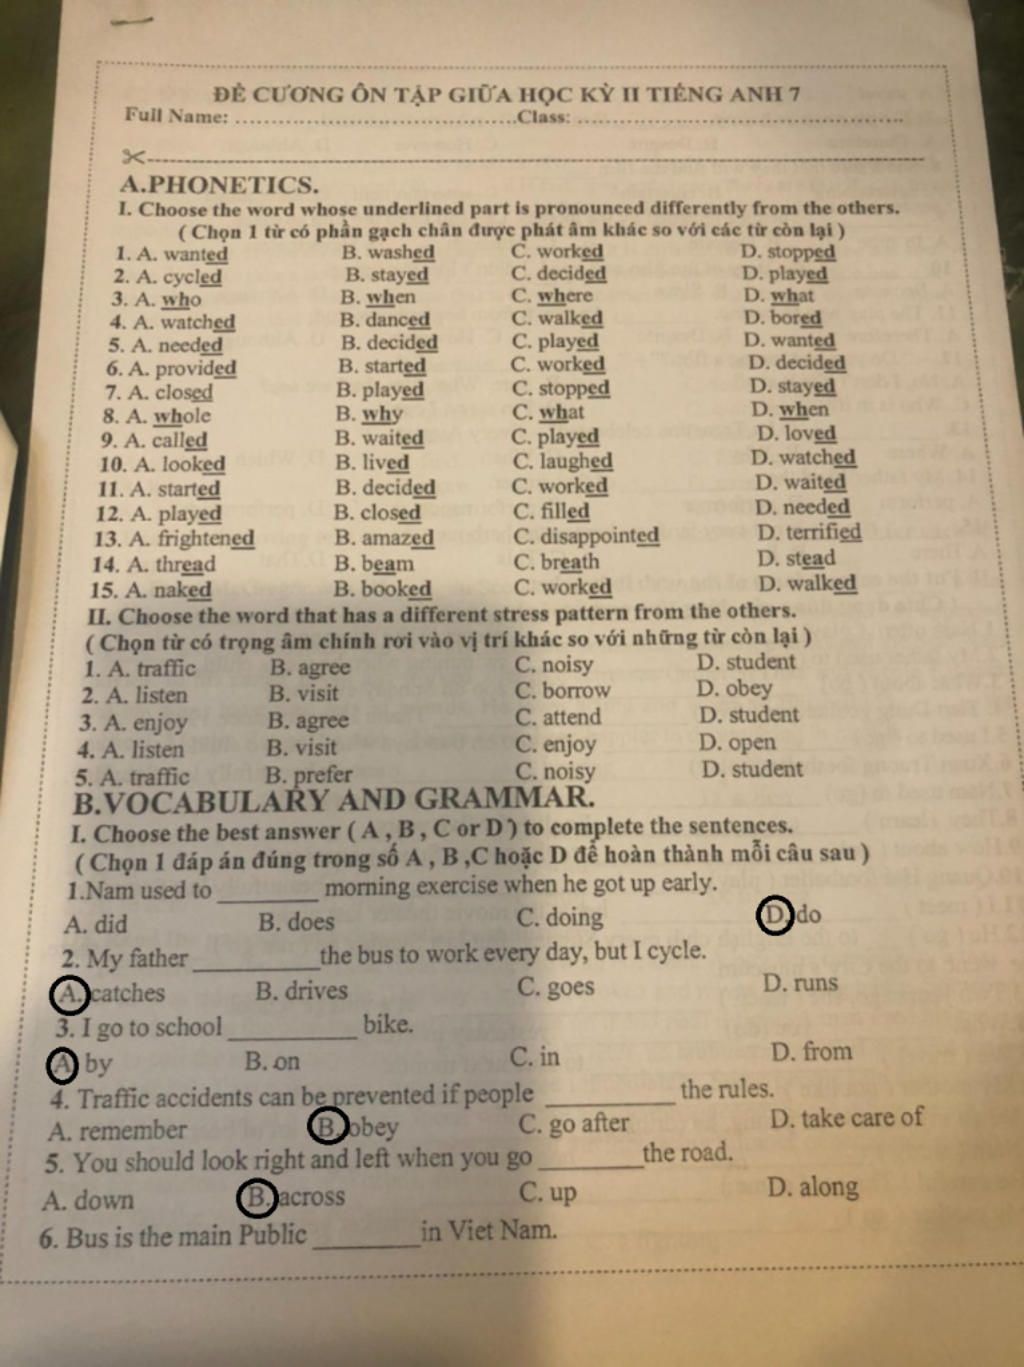 ĐỀ CƯƠNG ÔN TẬP GIỮA HỌC KỲ II TIẾNG ANH 7
Full Name: ....................................Class: ..........................................
A.PHONETICS.
I. Choose the word whose underlined part is pronounced differently from the others.
( Chọn 1 từ có phần gạch chân được phát âm khác so với các từ còn lại )
1. A. wanted B. washed C. worked D. stopped
2. A. cycled B. stayed C. decided D. played
3. A. who B. when C. where D. what
4. A. watched B. danced C. walked D. bored
5. A. needed B. decided C. played D. wanted
6. A. provided B. started C. worked D. decided
7. A. closed B. played C. stopped D. stayed
8. A. whole B. why C. what D. when
9. A. called B. waited C. played D. loved
10. A. looked B. lived C. laughed D. watched
11. A. started B. decided C. worked D. waited
12. A. played B. closed C. filled D. needed
13. A. frightened B. amazed C. disappointed D. terrified
14. A. thread B. beam C. breath D. stead
15. A. naked B. booked C. worked D. walked
II. Choose the word that has a different stress pattern from the others.
( Chọn từ có trọng âm chính rơi vào vị trí khác so với những từ còn lại )
1. A. traffic B. agree C. noisy D. student
2. A. listen B. visit C. borrow D. obey
3. A. enjoy B. agree C. attend D. student
4. A. listen B. visit C. enjoy D. open
5. A. traffic B. prefer C. noisy D. student
B.VOCABULARY AND GRAMMAR.
I. Choose the best answer ( A , B , C or D ) to complete the sentences.
( Chọn 1 đáp án đúng trong số A , B ,C hoặc D để hoàn thành mỗi câu sau )
1.Nam used to ________ morning exercise when he got up early.
A. did B. does C. doing D. do
2. My father __________the bus to work every day, but I cycle.
A. catches B. drives C. goes D. runs
3. I go to school __________ bike.
A. by B. on C. in D. from
4. Traffic accidents can be prevented if people __________ the rules.
A. remember B. obey C. go after D. take care of
5. You should look right and left when you go ________the road.
A. down B. across C. up D. along
6. Bus is the main Public ________in Viet Nam.